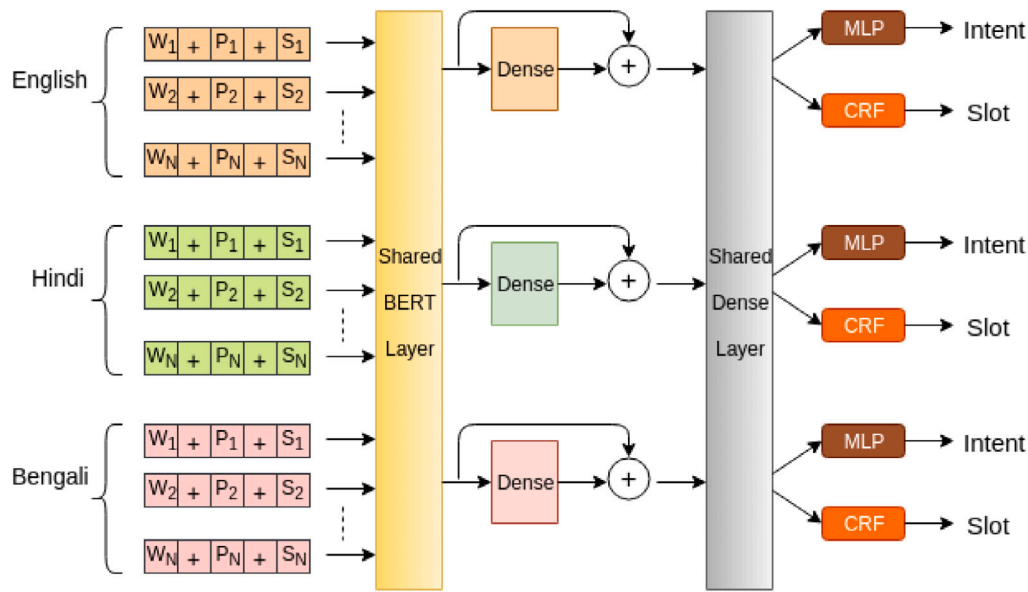 English
W1 + P1 + S1
W2 + P2 + S2
WN + PN + SN
Hindi
W1 + P1 + S1
W2 + P2 + S2
WN + PN + SN
Bengali
W1 + P1 + S1
W2 + P2 + S2
WN + PN + SN
Shared
BERT
Layer
Dense
+
Dense
+
Dense
+
Shared
Dense
Layer
MLP
Intent
CRF
Slot
MLP
Intent
CRF
Slot
MLP
Intent
CRF
Slot